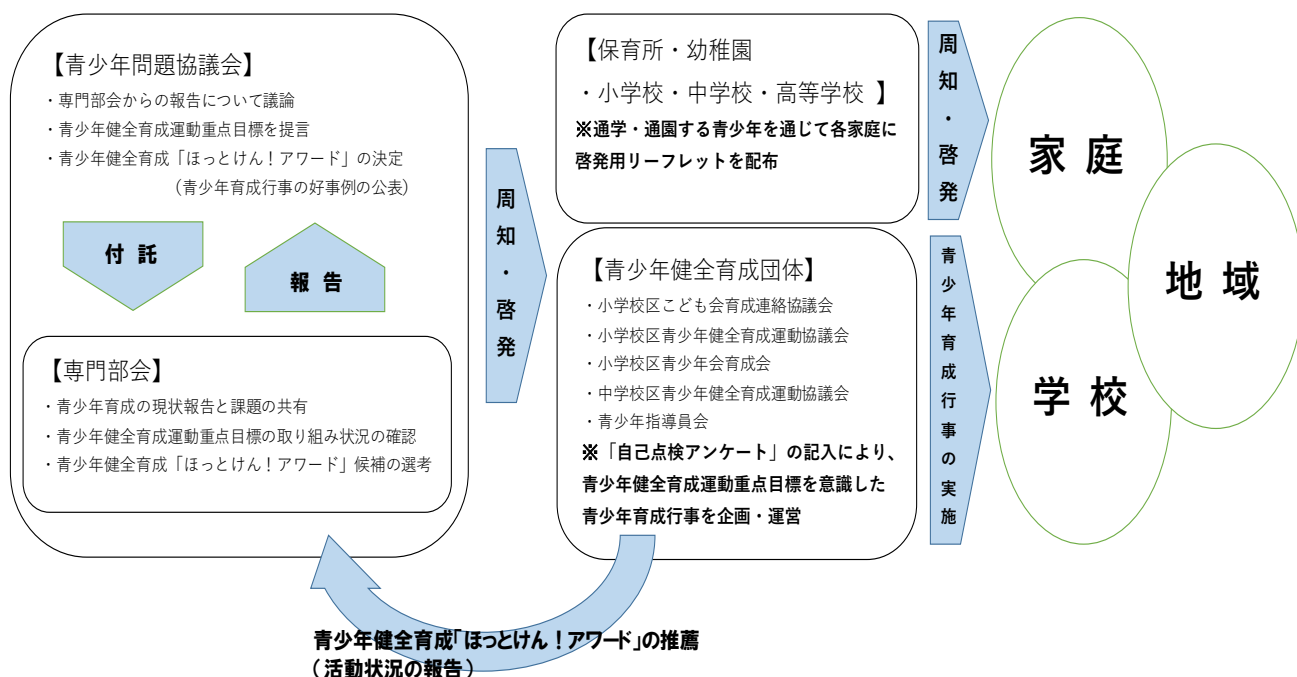 【青少年問題協議会】
・専門部会からの報告について議論
・青少年健全育成運動重点目標を提言
・青少年健全育成「ほっとけん！アワード」の決定
(青少年育成行事の好事例の公表)
付 託
報 告
【専門部会】
・青少年育成の現状報告と課題の共有
・青少年健全育成運動重点目標の取り組み状況の確認
・青少年健全育成「ほっとけん！アワード」候補の選考
周知・啓発
【保育所・幼稚園
・小学校・中学校・高等学校 】
※通学・通園する青少年を通じて各家庭に
啓発用リーフレットを配布
【青少年健全育成団体】
・小学校区こども会育成連絡協議会
・小学校区青少年健全育成運動協議会
・小学校区青少年会育成会
・中学校区青少年健全育成運動協議会
・青少年指導員会
※「自己点検アンケート」の記入により、
青少年健全育成運動重点目標を意識した
青少年育成行事を企画・運営
周知・啓発
青少年育成行事の実施
家 庭
地 域
学 校
青少年健全育成「ほっとけん！アワード」の推薦
(活動状況の報告)